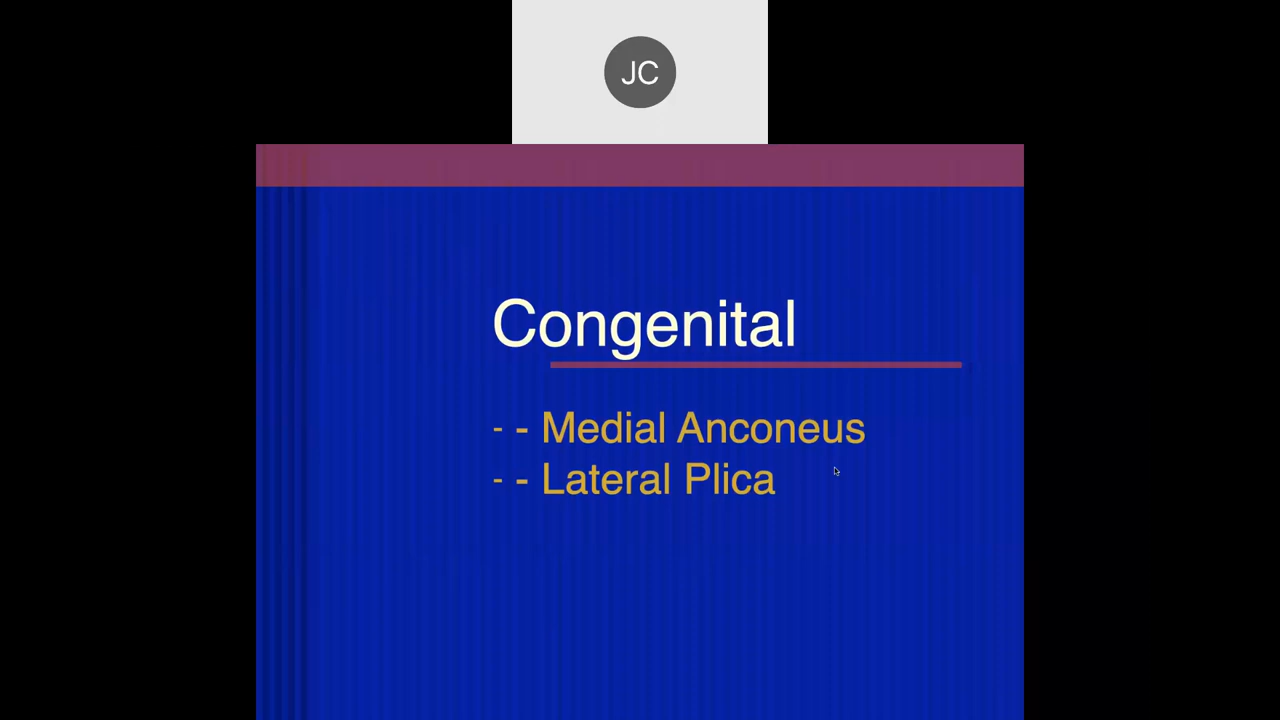 JC
Congenital
- - Medial Anconeus
- - Lateral Plica